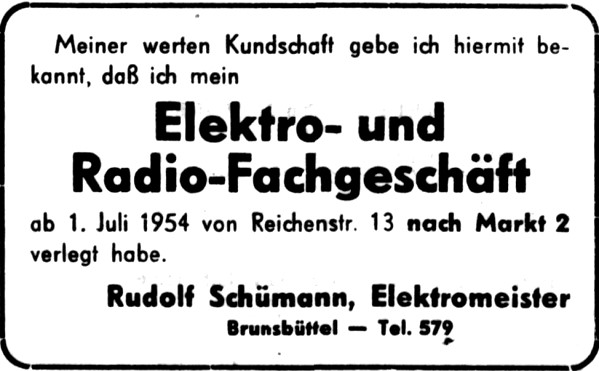 Meiner werten Kundschaft gebe ich hiermit be-
kannt, daß ich mein
Elektro- und
Radio-Fachgeschäft
ab 1. Juli 1954 von Reichenstr. 13 nach Markt 2
verlegt habe.
Rudolf Schümann, Elektromeister
Brunsbüttel — Tel. 579